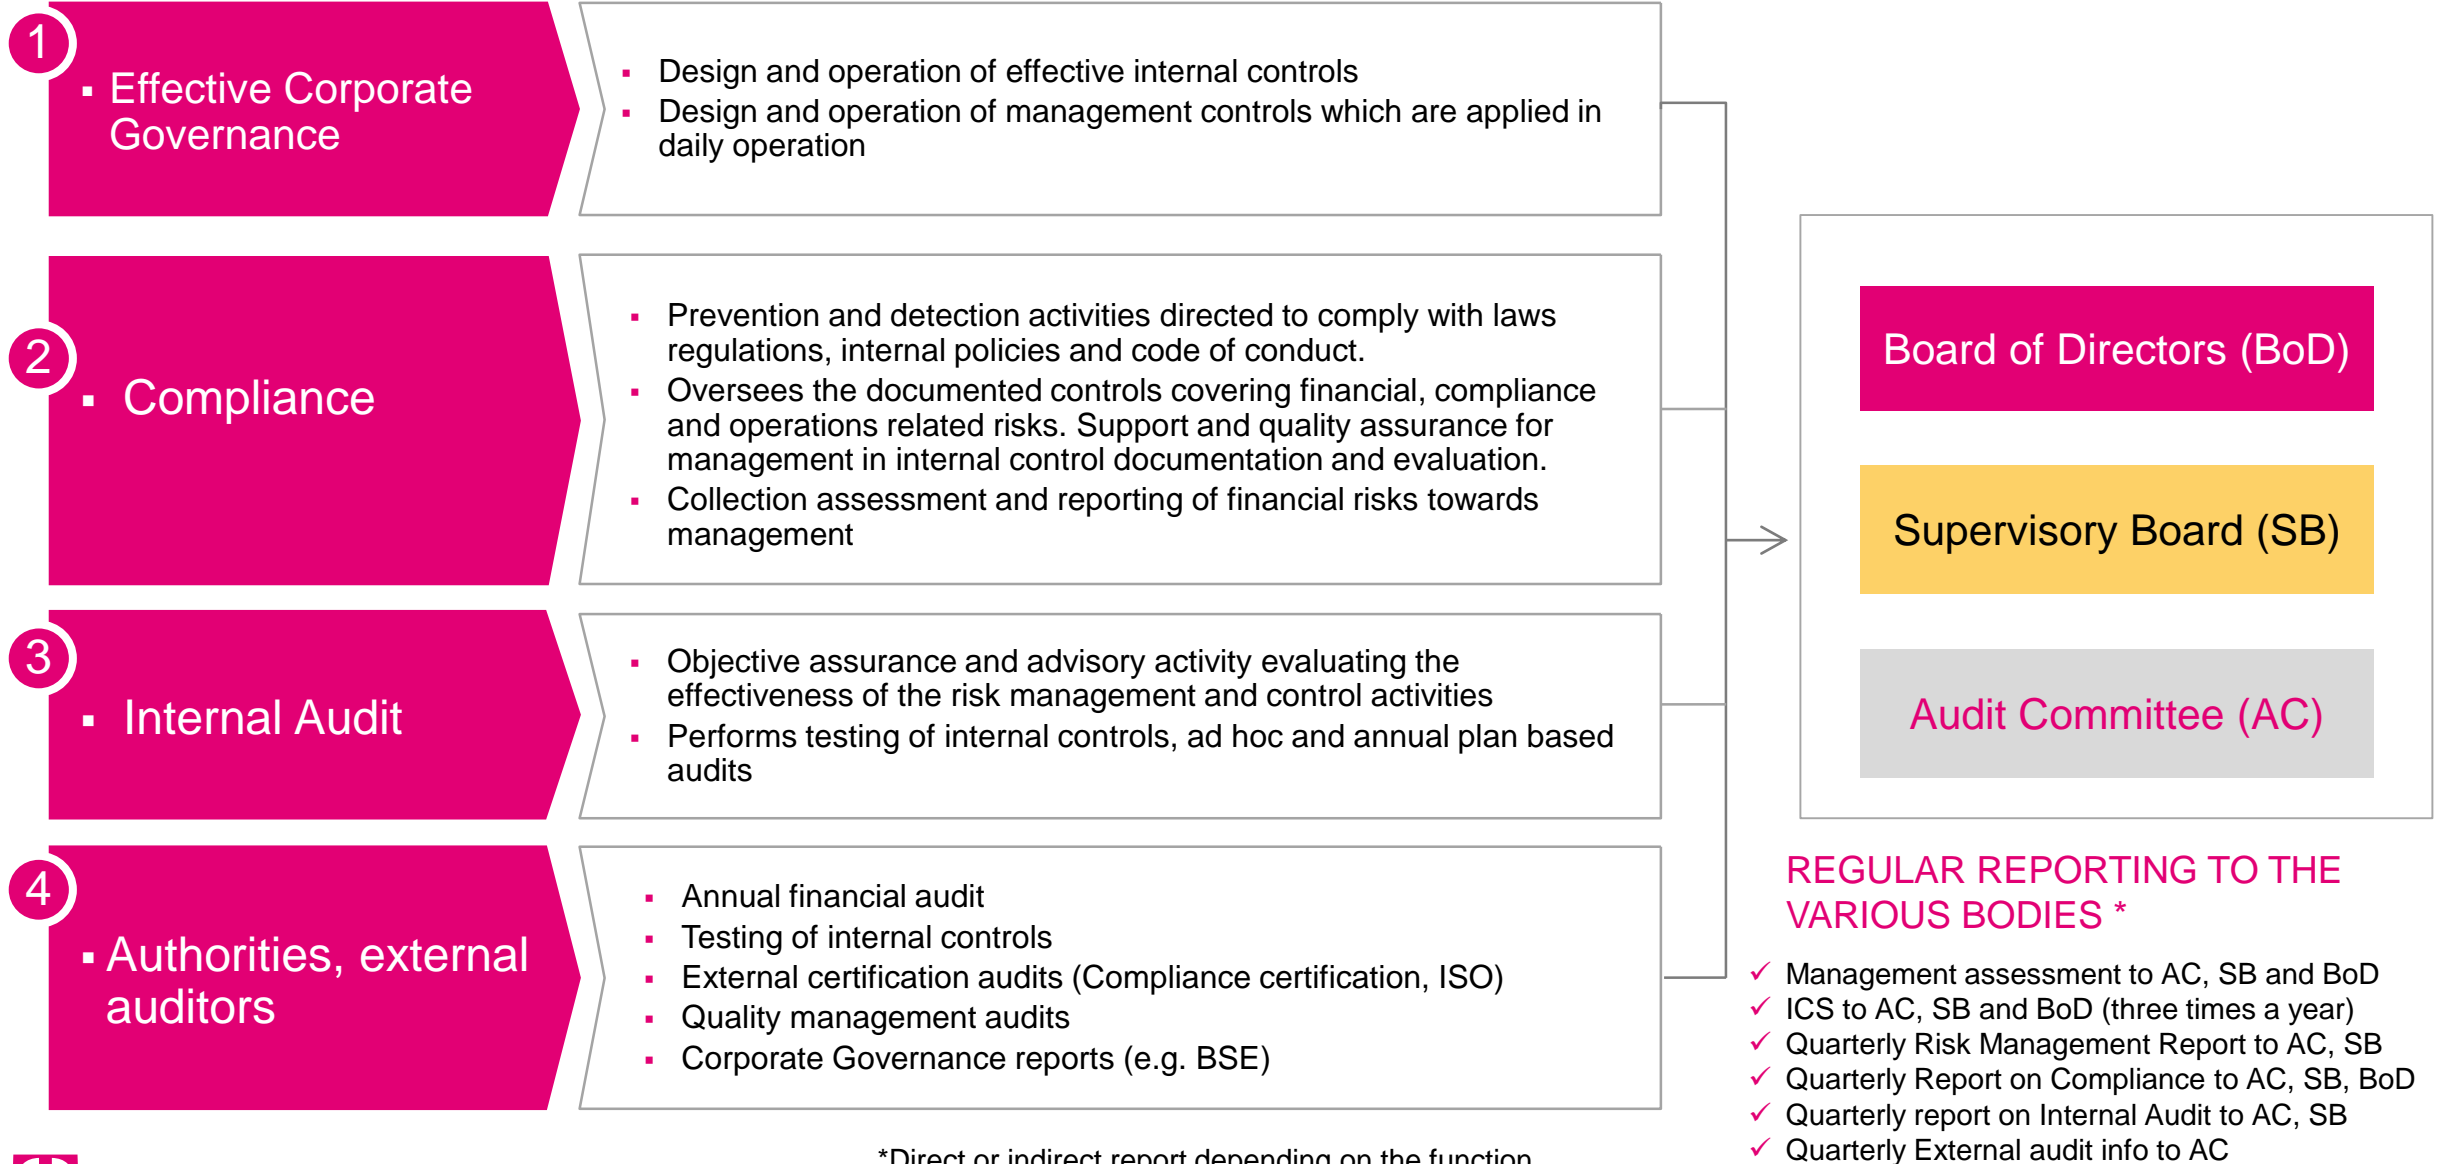 1
▪ Effective Corporate
Governance
▪ Design and operation of effective internal controls
▪ Design and operation of management controls which are applied in
daily operation
2
▪ Compliance
▪ Prevention and detection activities directed to comply with laws
regulations, internal policies and code of conduct.
▪ Oversees the documented controls covering financial, compliance
and operations related risks. Support and quality assurance for
management in internal control documentation and evaluation.
▪ Collection assessment and reporting of financial risks towards
management
3
▪ Internal Audit
▪ Objective assurance and advisory activity evaluating the
effectiveness of the risk management and control activities
▪ Performs testing of internal controls, ad hoc and annual plan based
audits
4
▪ Authorities, external
auditors
▪ Annual financial audit
▪ Testing of internal controls
▪ External certification audits (Compliance certification, ISO)
▪ Quality management audits
▪ Corporate Governance reports (e.g. BSE)
Board of Directors (BoD)
Supervisory Board (SB)
Audit Committee (AC)
REGULAR REPORTING TO THE
VARIOUS BODIES *
✓ Management assessment to AC, SB and BoD
✓ ICS to AC, SB and BoD (three times a year)
✓ Quarterly Risk Management Report to AC, SB
✓ Quarterly Report on Compliance to AC, SB, BoD
✓ Quarterly report on Internal Audit to AC, SB
✓ Quarterly External audit info to AC
*Direct or indirect report depending on the function